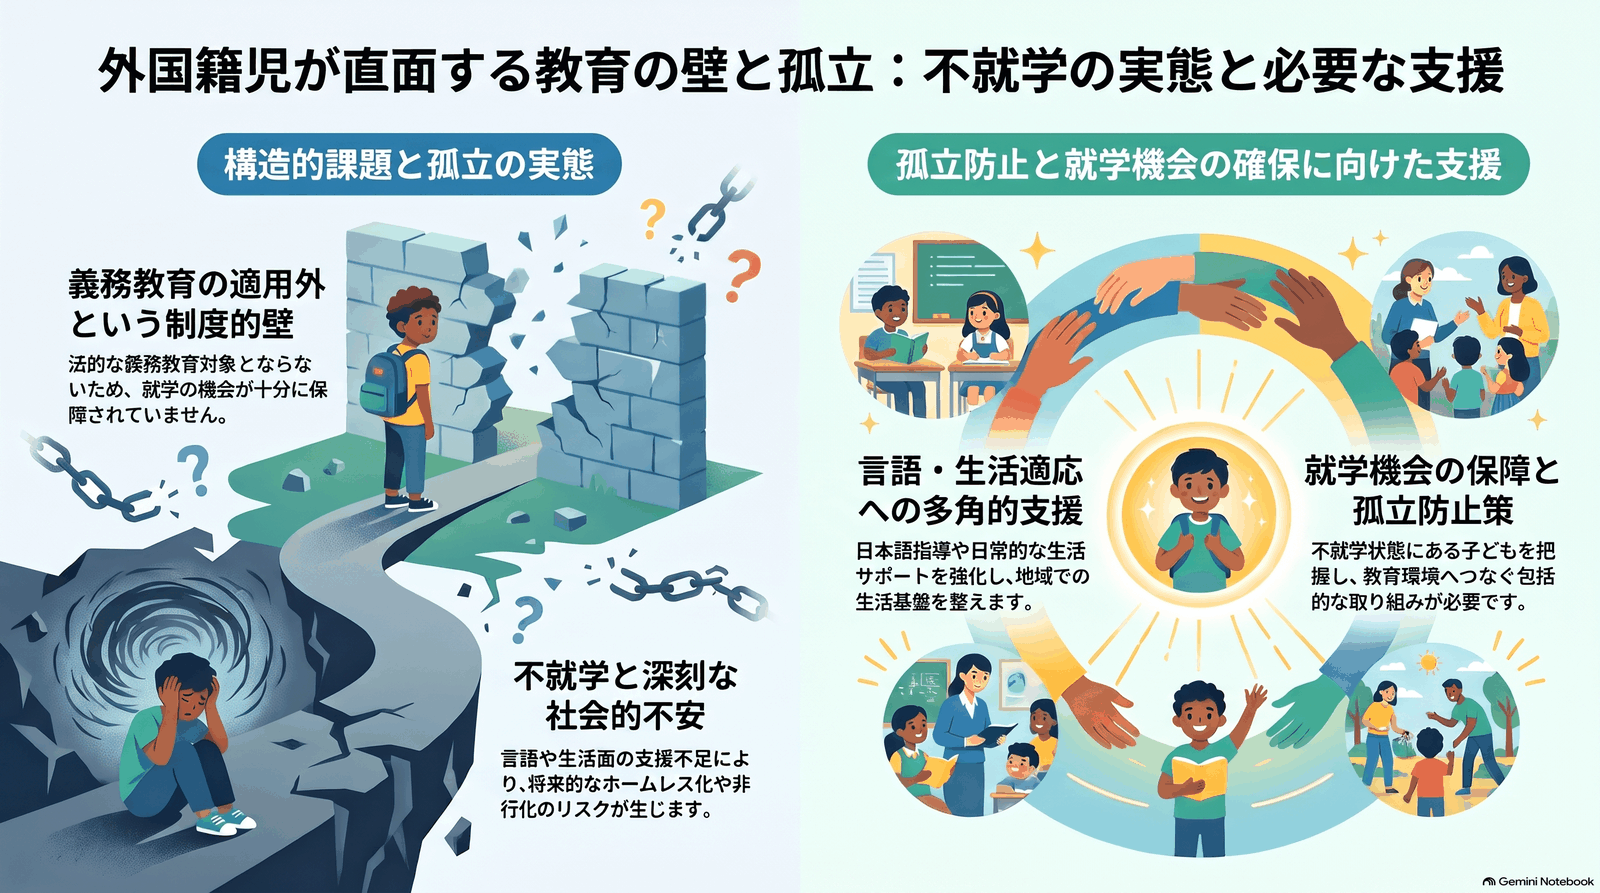 外国籍児が直面する教育の壁と孤立：不就学の実態と必要な支援
構造的課題と孤立の実態
義務教育の適用外
という制度的壁
法的な義務教育対象とならな
いため、就学の機会が十分に保
障されていません。
不就学と深刻な
社会的不安
言語や生活面の支援不足によ
り、将来的なホームレス化や非
行化のリスクが生じます。
孤立防止と就学機会の確保に向けた支援
言語・生活適応
への多角的支援
日本語指導や日常的な生活
サポートを強化し、地域での
生活基盤を整えます。
就学機会の保障と
孤立防止策
不就学状態にある子どもを把
握し、教育環境へつなぐ包括
的な取り組みが必要です。
Gemini Notebook